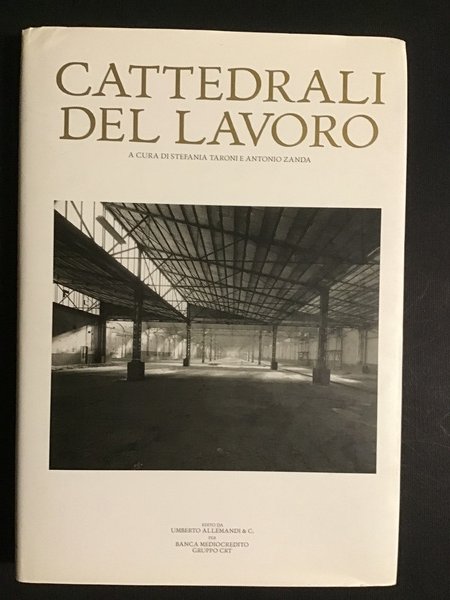 CATTEDRALI
DEL LAVORO
A CURA DI STEFANIA TARONI E ANTONIO ZANDA
EDITO DA
UMBERTO ALLEMANDI & C.
PER
BANCA MEDIOCREDITO
GRUPPO CRT